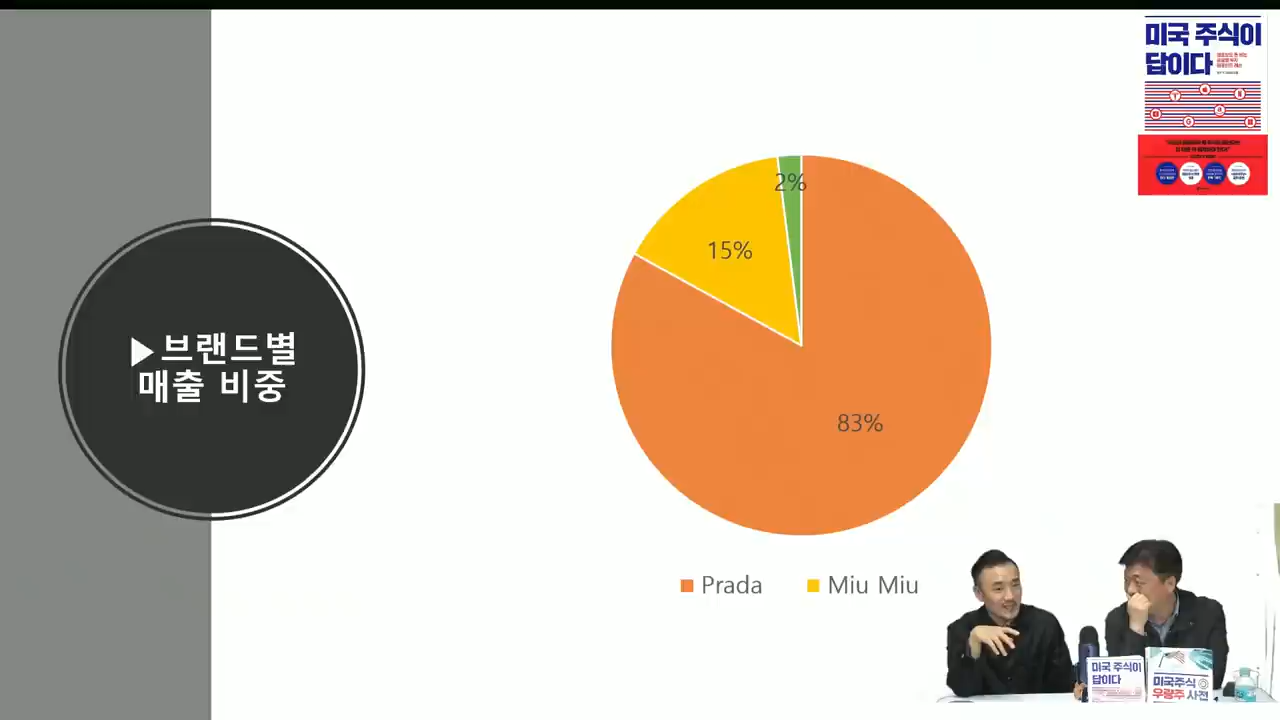 ▶브랜드별
매출 비중
2%
15%
83%
Prada
Miu Miu
미국 주식이
답이다
미국 주식이
답이다
미국주식
우량주 사전